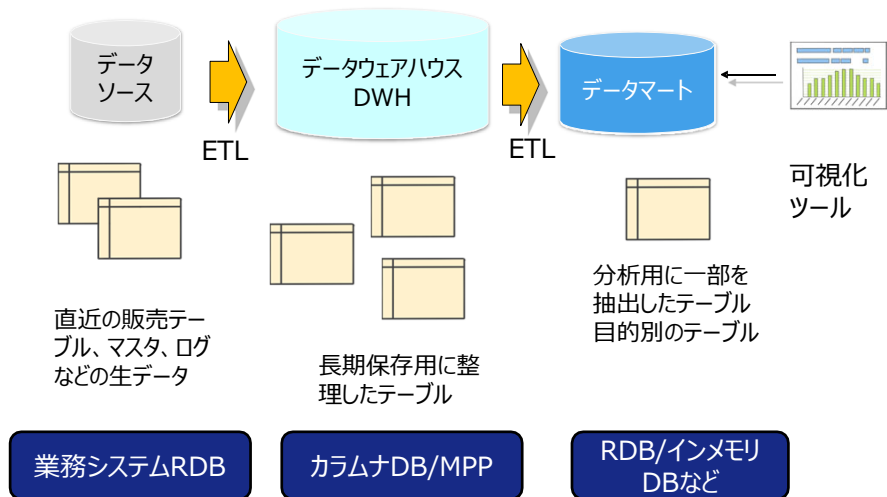 データ
ソース
ETL
データウェアハウス
DWH
ETL
データマート
可視化
ツール
直近の販売テー
ブル、マスタ、ログ
などの生データ
長期保存用に整
理したテーブル
分析用に一部を
抽出したテーブル
目的別のテーブル
業務システムRDB
カラムナDB/MPP
RDB/インメモリ
DBなど